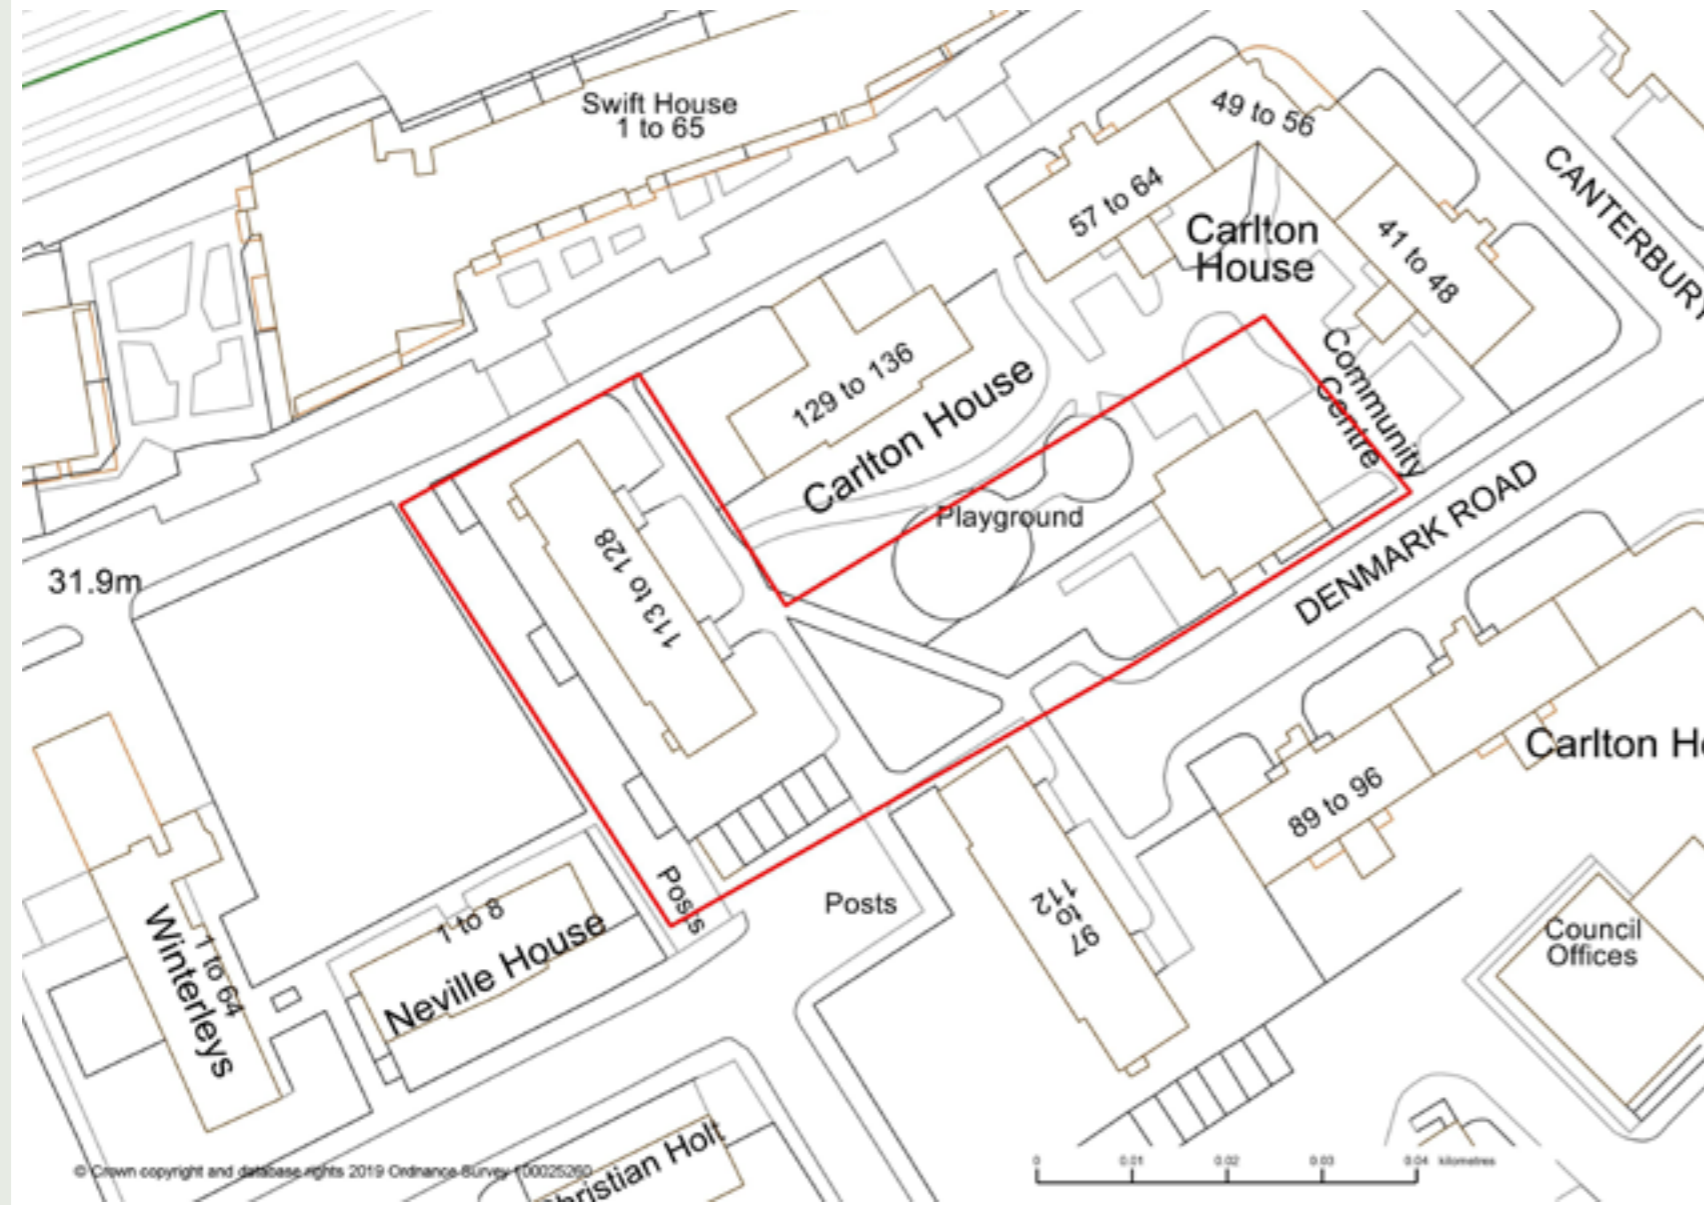 Swift House
1 to 65
49 to 56
57 to 64
Carlton
House
41 to 48
CANTERBURY
129 to 136
Carlton House
Community
Centre
Playground
DENMARK ROAD
113 to 128
31.9m
89 to 96
Carlton H
Posts
Posts
97
to
112
Council
Offices
1 to 8
Neville House
1 to 64
Winterleys
Christian Holt
© Crown copyright and database rights 2019 Ordnance Survey 100025260
0 0.01 0.02 0.03 0.04 kilometres